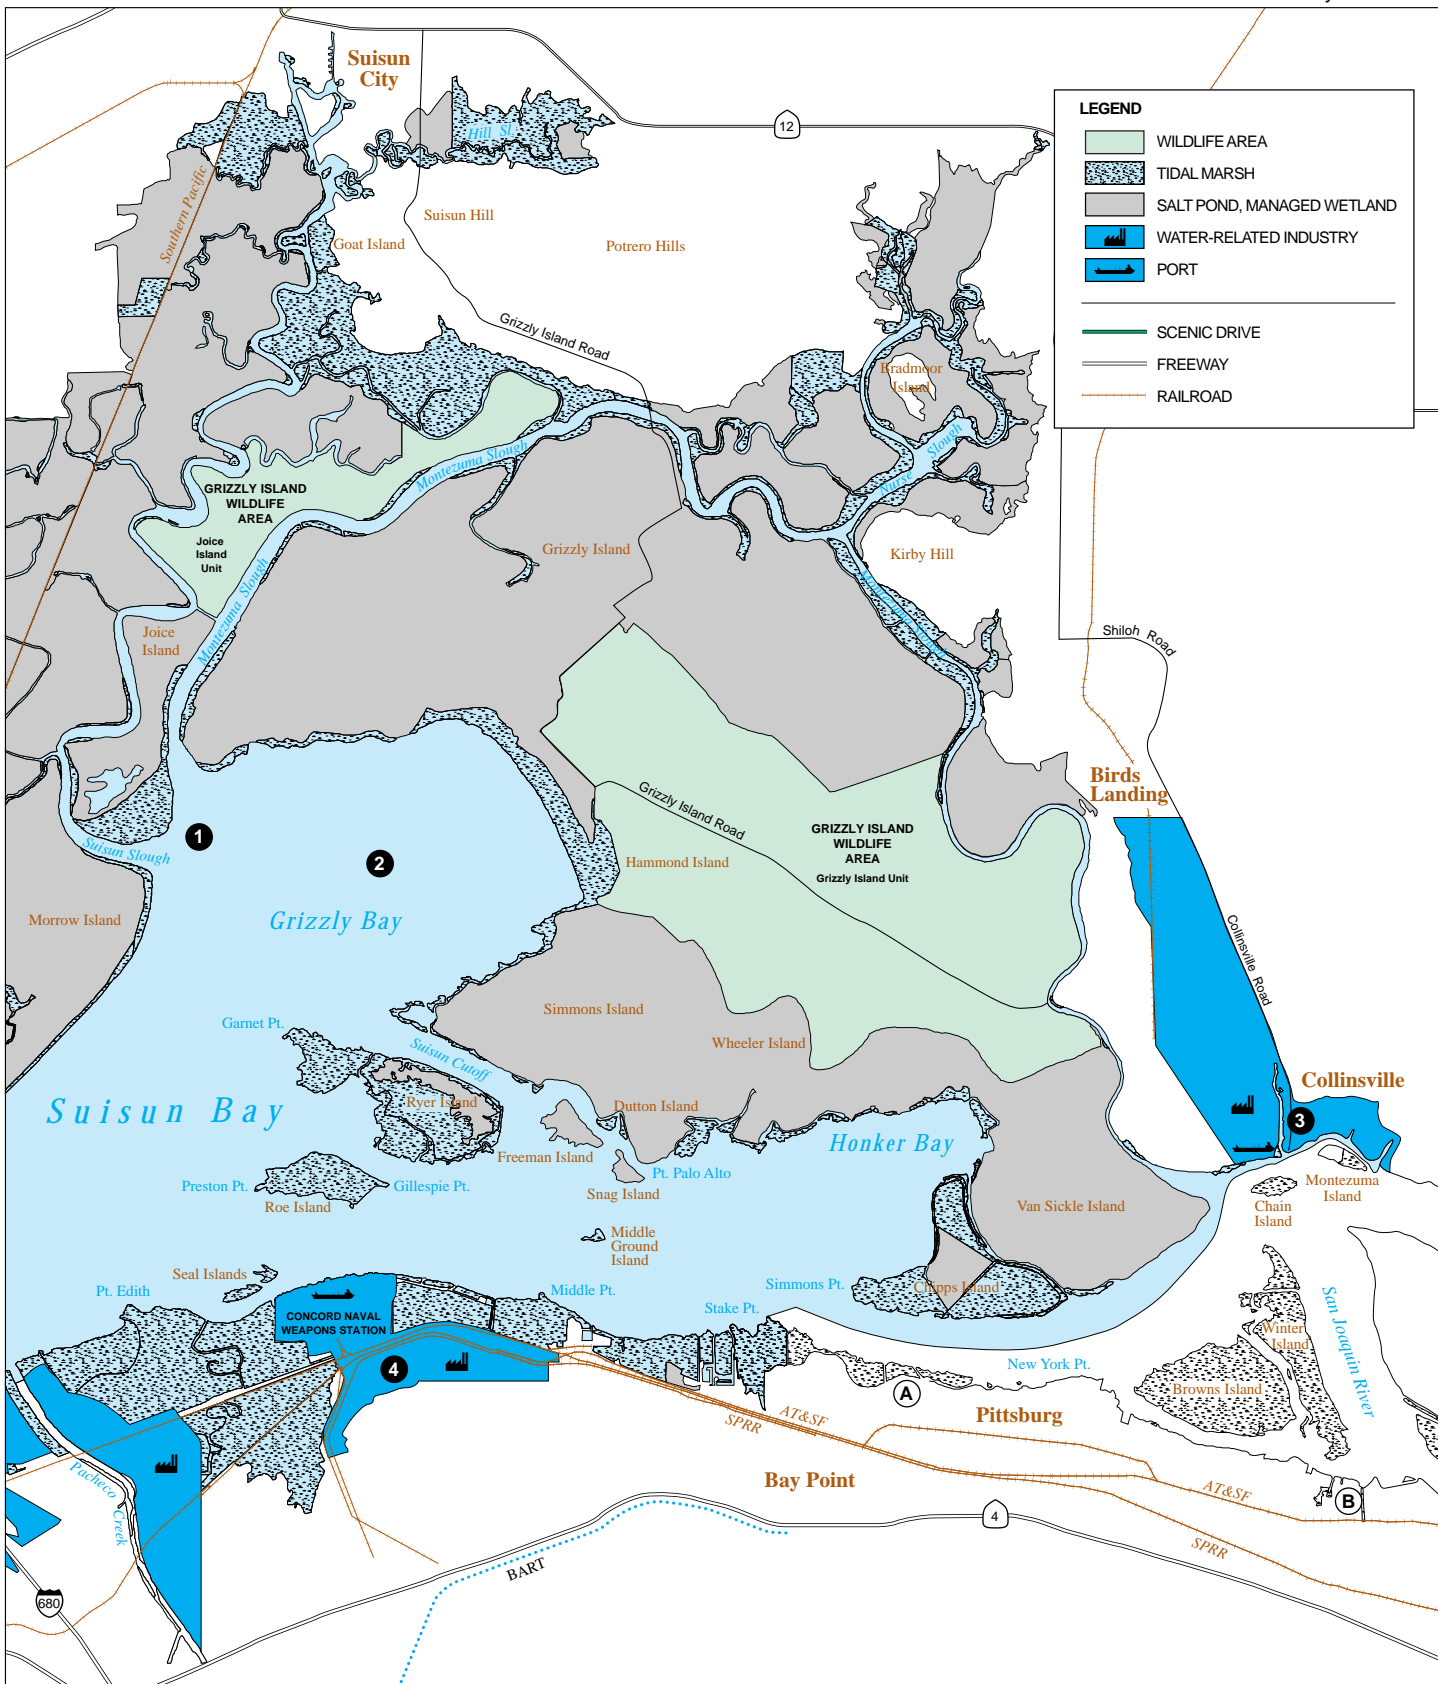 Suisun
City
12
Hill Sl.
LEGEND
WILDLIFE AREA
TIDAL MARSH
SALT POND, MANAGED WETLAND
WATER-RELATED INDUSTRY
PORT
SCENIC DRIVE
FREEWAY
RAILROAD
Southern Pacific
Goat Island
Suisun Hill
Potrero Hills
Grizzly Island Road
Bradmoor
Island
Nurse Slough
Montezuma Slough
GRIZZLY ISLAND
WILDLIFE
AREA
Joice
Island
Unit
Grizzly Island
Kirby Hill
Montezuma Slough
Montezuma Slough
Joice
Island
Shiloh Road
Birds
Landing
Grizzly Island Road
GRIZZLY ISLAND
WILDLIFE
AREA
Grizzly Island Unit
1
2
Suisun Slough
Hammond Island
Morrow Island
Grizzly Bay
Collinsville Road
Simmons Island
Garnet Pt.
Wheeler Island
Suisun Cutoff
Collinsville
Suisun Bay
Ryer Island
Dutton Island
3
Honker Bay
Freeman Island
Pt. Palo Alto
Preston Pt.
Gillespie Pt.
Snag Island
Roe Island
Van Sickle Island
Montezuma
Island
Chain
Island
Middle
Ground
Island
Seal Islands
Pt. Edith
Middle Pt.
Simmons Pt.
Chipps Island
San Joaquin River
Stake Pt.
CONCORD NAVAL
WEAPONS STATION
Winter
Island
4
New York Pt.
A
Browns Island
Pittsburg
AT&SF
SPRR
Bay Point
AT&SF
B
Pacheco Creek
4
SPRR
BART
680